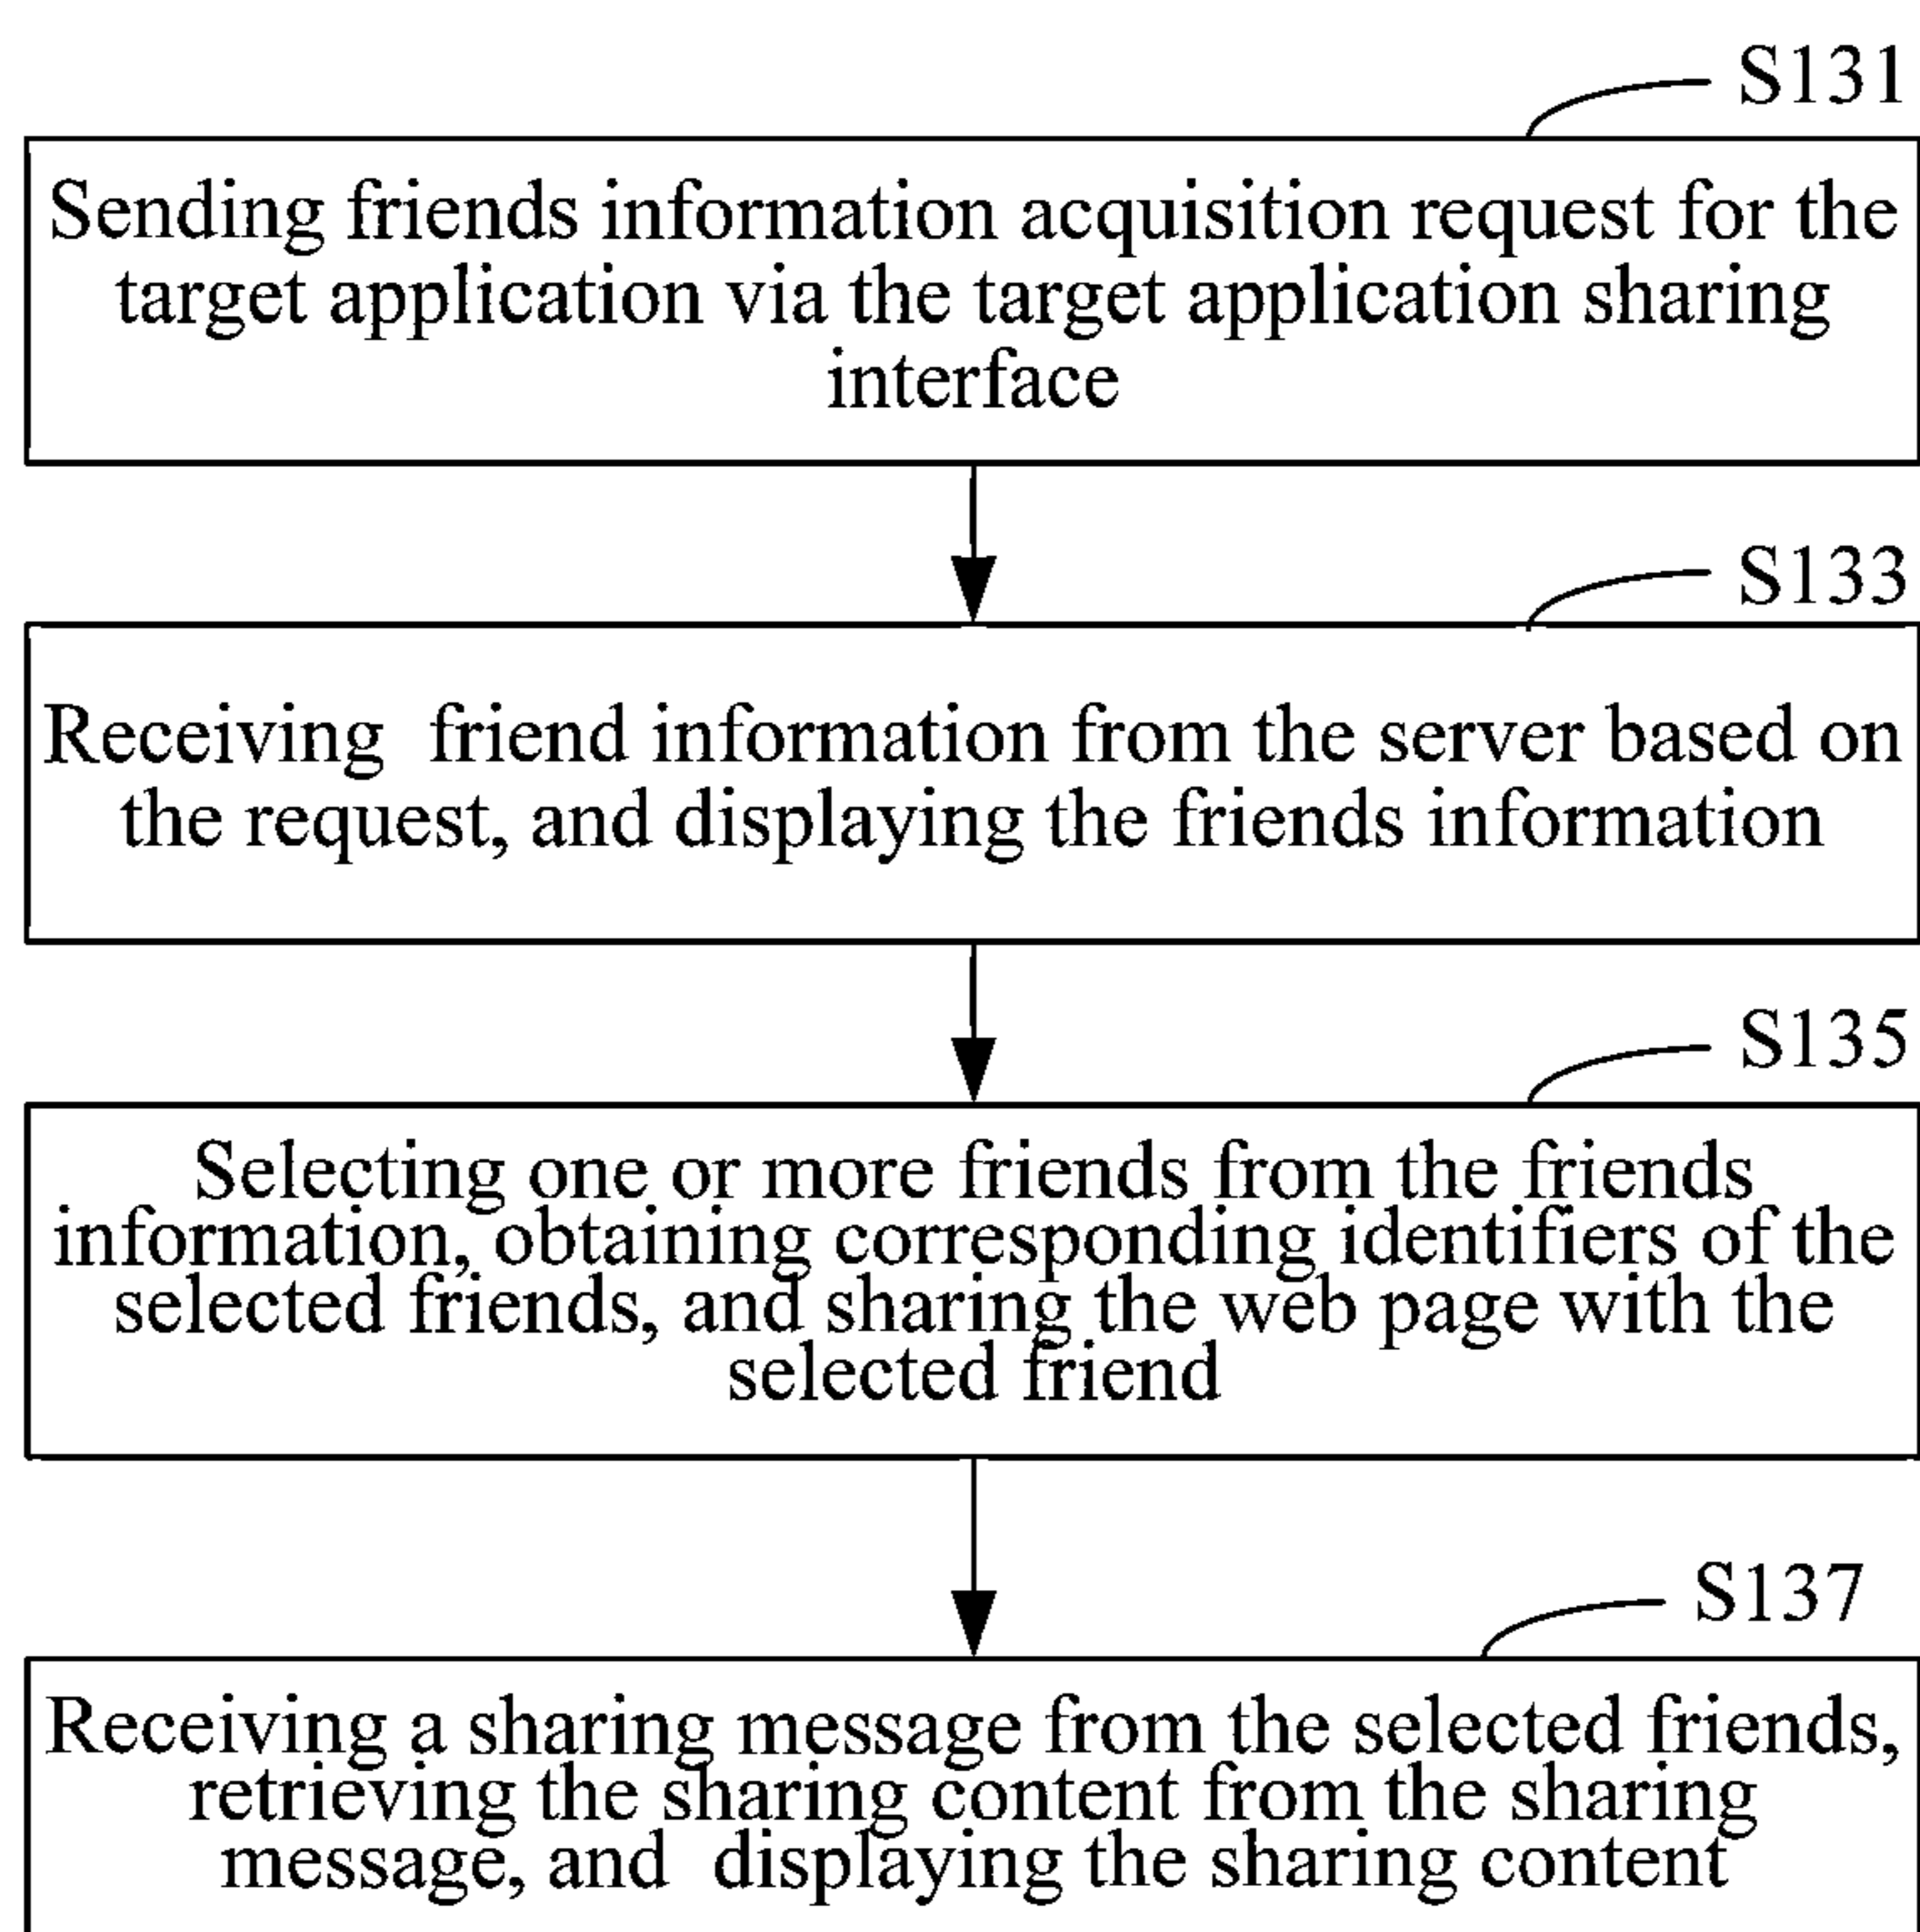 S131
Sending friends information acquisition request for the
target application via the target application sharing
interface
S133
Receiving friend information from the server based on
the request, and displaying the friends information
S135
Selecting one or more friends from the friends
information, obtaining corresponding identifiers of the
selected friends, and sharing the web page with the
selected friend
S137
Receiving a sharing message from the selected friends,
retrieving the sharing content from the sharing
message, and displaying the sharing content